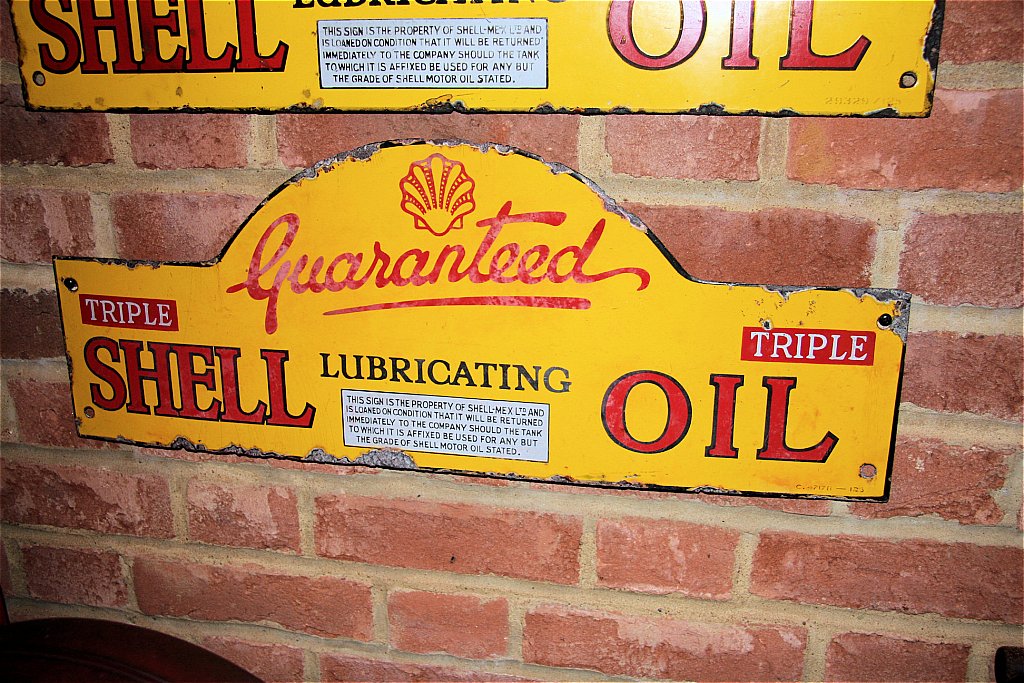 LUBRICATING
SHELL OIL
THIS SIGN IS THE PROPERTY OF SHELL-MEX LTD AND
IS LOANED ON CONDITION THAT IT WILL BE RETURNED
IMMEDIATELY TO THE COMPANY SHOULD THE TANK
TO WHICH IT IS AFFIXED BE USED FOR ANY BUT
THE GRADE OF SHELL MOTOR OIL STATED.
Guaranteed
TRIPLE TRIPLE
SHELL LUBRICATING OIL
THIS SIGN IS THE PROPERTY OF SHELL-MEX LTD AND
IS LOANED ON CONDITION THAT IT WILL BE RETURNED
IMMEDIATELY TO THE COMPANY SHOULD THE TANK
TO WHICH IT IS AFFIXED BE USED FOR ANY BUT
THE GRADE OF SHELL MOTOR OIL STATED.